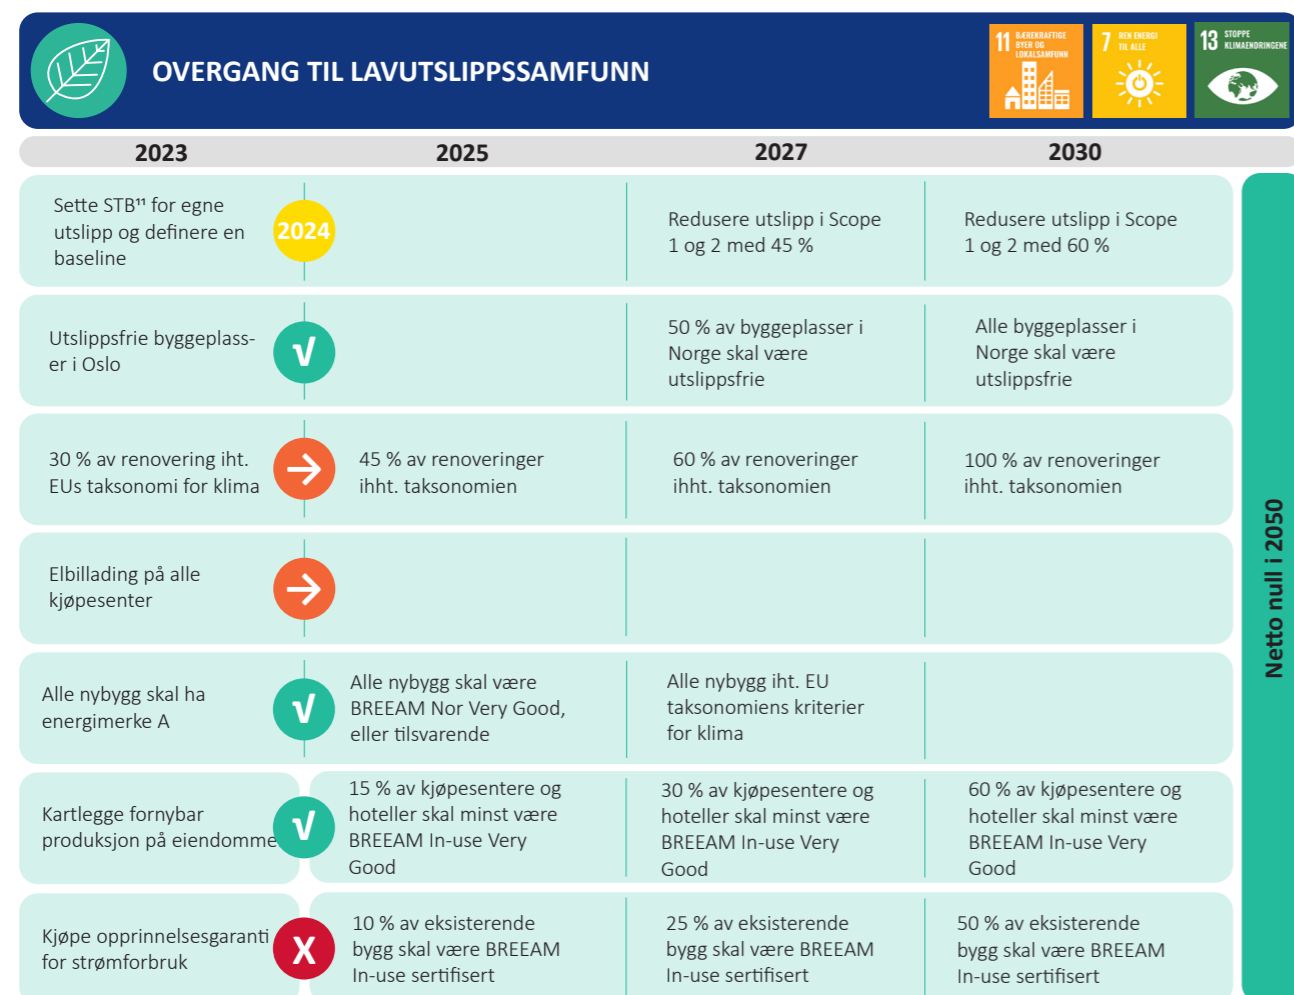 OVERGANG TIL LAVUTSLIPPSSAMFUNN
11 BÆREKRAFTIGE
BYER OG
LOKALSAMFUNN
7 REN ENERGI
TIL ALLE
13 STOPPE
KLIMAENDRINGENE
2023 2025 2027 2030
Sette STB¹¹ for egne
utslipp og definere en
baseline
2024
Redusere utslipp i Scope
1 og 2 med 45 %
Redusere utslipp i Scope
1 og 2 med 60 %
Utslippsfrie byggeplass-
er i Oslo
√
50 % av byggeplasser i
Norge skal være
utslippsfrie
Alle byggeplasser i
Norge skal være
utslippsfrie
30 % av renovering iht.
EUs taksonomi for klima
45 % av renoveringer
ihht. taksonomien
60 % av renoveringer
ihht. taksonomien
100 % av renoveringer
ihht. taksonomien
Elbillading på alle
kjøpesenter
Alle nybygg skal ha
energimerke A
√
Alle nybygg skal være
BREEAM Nor Very Good,
eller tilsvarende
Alle nybygg iht. EU
taksonomiens kriterier
for klima
Kartlegge fornybar
produksjon på eiendomme
√
15 % av kjøpesentere og
hoteller skal minst være
BREEAM In-use Very
Good
30 % av kjøpesentere og
hoteller skal minst være
BREEAM In-use Very
Good
60 % av kjøpesentere og
hoteller skal minst være
BREEAM In-use Very
Good
Kjøpe opprinnelsesgaranti
for strømforbruk
X
10 % av eksisterende
bygg skal være BREEAM
In-use sertifisert
25 % av eksisterende
bygg skal være BREEAM
In-use sertifisert
50 % av eksisterende
bygg skal være BREEAM
In-use sertifisert
Netto null i 2050